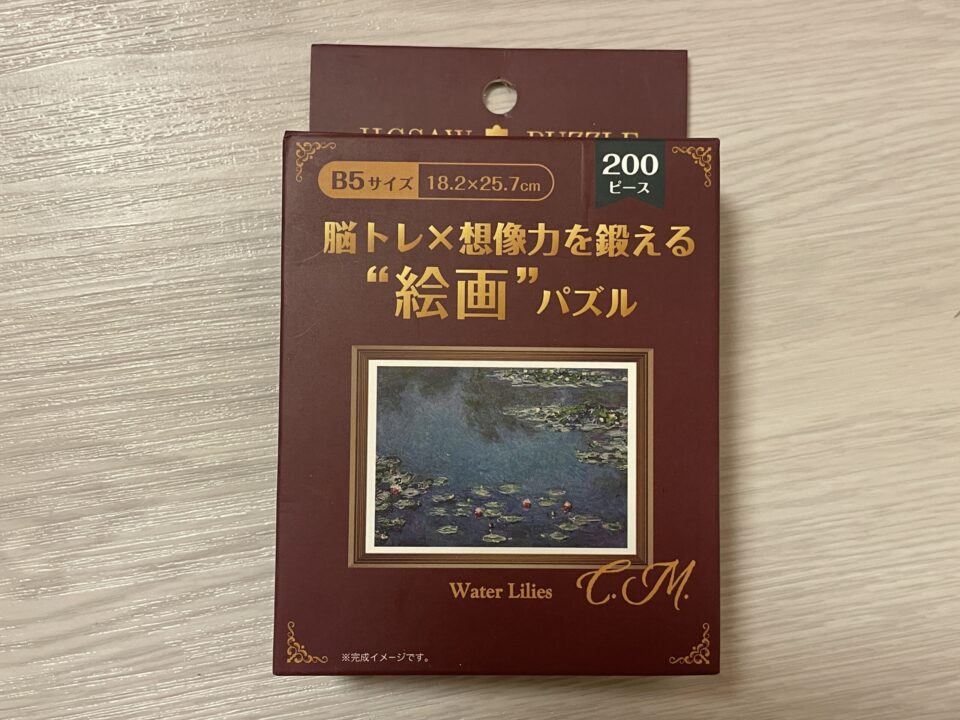 JIGSAW PUZZLE
B5サイズ 18.2×25.7cm
200
ピース
脳トレ×想像力を鍛える
“絵画”パズル
Water Lilies
C.M.
※完成イメージです。